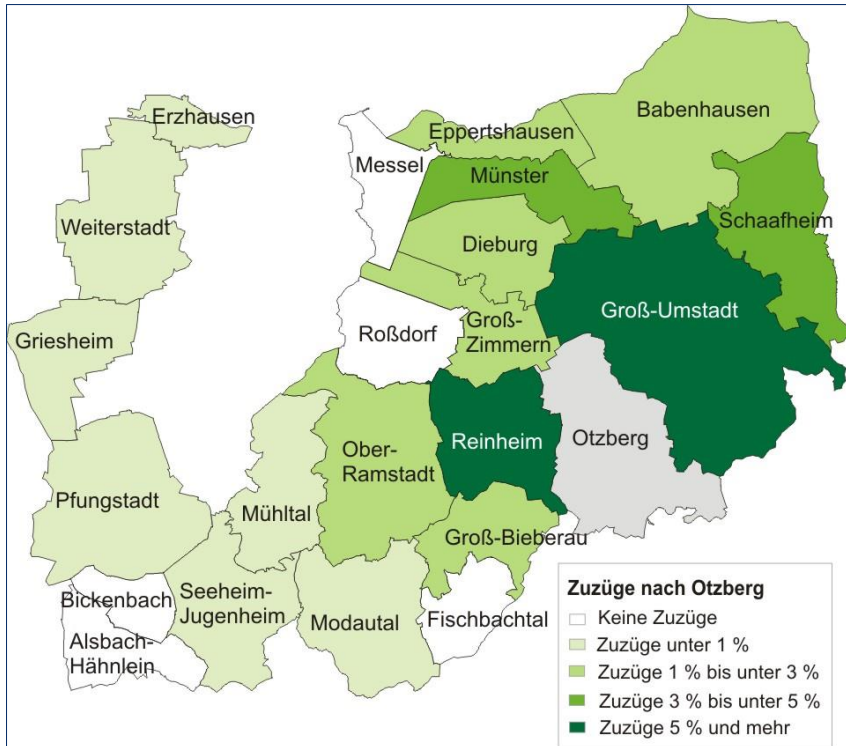 Erzhausen
Babenhausen
Eppertshausen
Messel
Münster
Schaafheim
Weiterstadt
Dieburg
Groß-Umstadt
Griesheim
Roßdorf
Groß-
Zimmern
Reinheim
Otzberg
Ober-
Ramstadt
Pfungstadt
Mühltal
Groß-Bieberau
Bickenbach
Seeheim-
Jugenheim
Modautal
Fischbachtal
Alsbach-
Hähnlein
Zuzüge nach Otzberg
Keine Zuzüge
Zuzüge unter 1 %
Zuzüge 1 % bis unter 3 %
Zuzüge 3 % bis unter 5 %
Zuzüge 5 % und mehr